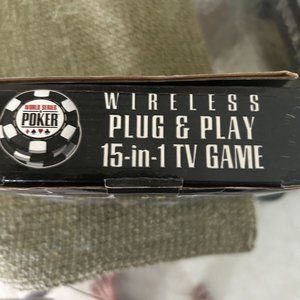 WORLD SERIES
POKER
WIRELESS
PLUG & PLAY
15-in-1 TV GAME